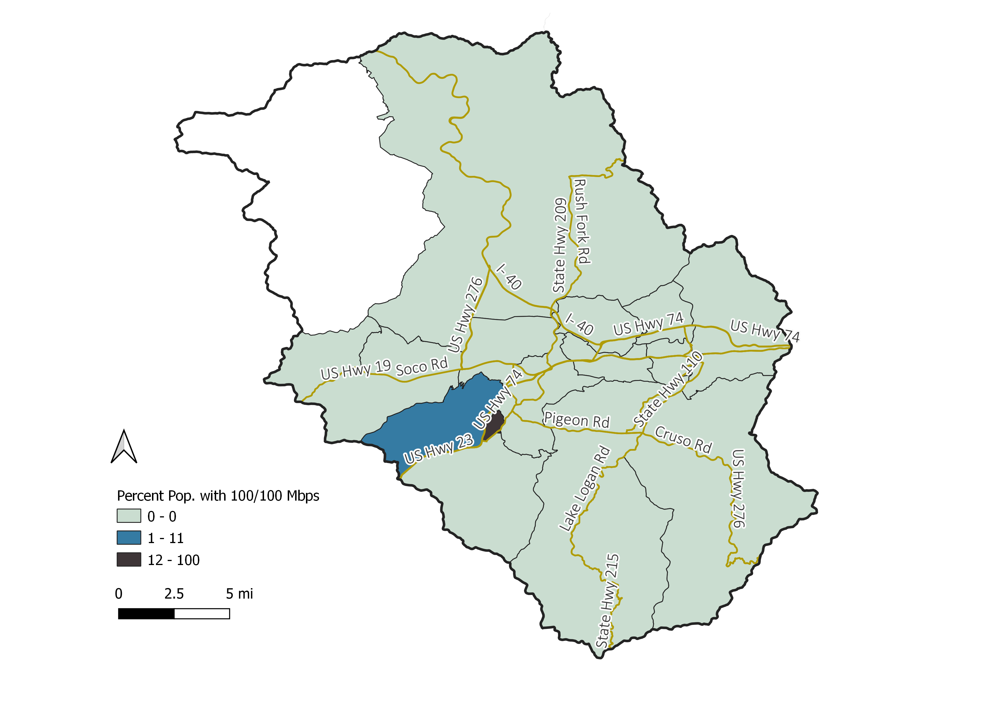 Rush Fork Rd
State Hwy 209
I- 40
US Hwy 276
I- 40
US Hwy 74
US Hwy 74
US Hwy 19
Soco Rd
State Hwy 110
US Hwy 74
Pigeon Rd
Cruso Rd
US Hwy 23
Lake Logan Rd
US Hwy 276
State Hwy 215
Percent Pop. with 100/100 Mbps
0 - 0
1 - 11
12 - 100
0 2.5 5 mi